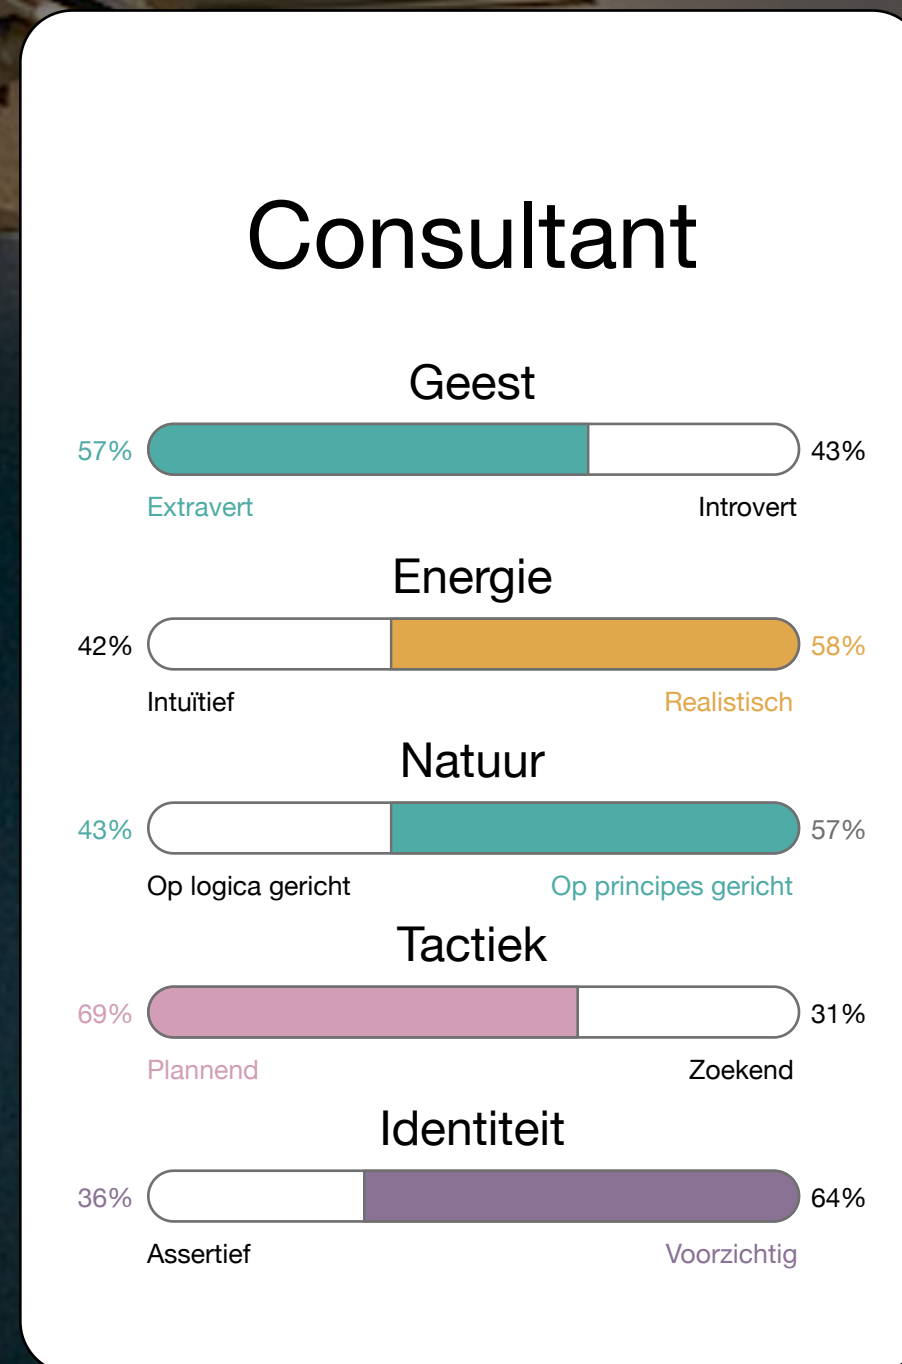 Consultant
Geest
57% 43%
Extravert Introvert
Energie
42% 58%
Intuïtief Realistisch
Natuur
43% 57%
Op logica gericht Op principes gericht
Tactiek
69% 31%
Plannend Zoekend
Identiteit
36% 64%
Assertief Voorzichtig